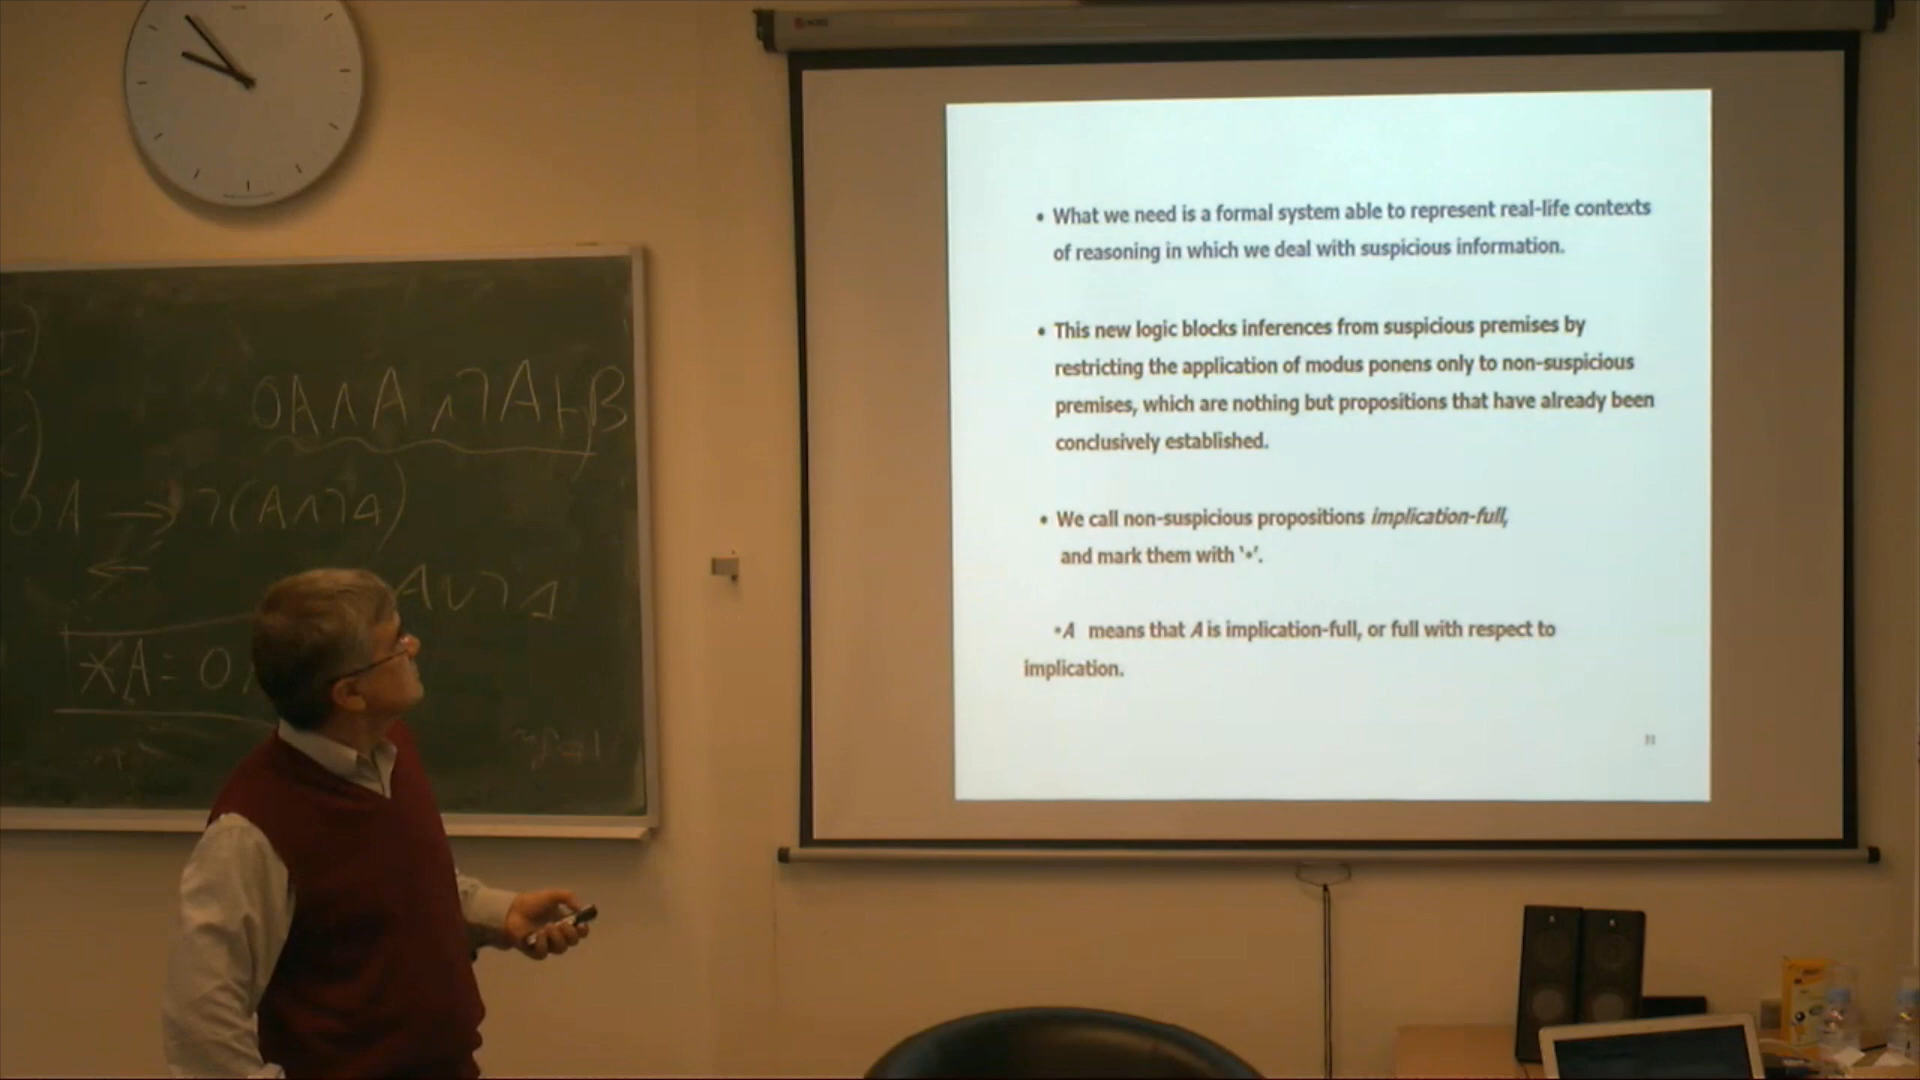 OA∧A∧¬A⊢B
OA → ¬(A∧¬A)
←
A∨¬A
*A = O
• What we need is a formal system able to represent real-life contexts
of reasoning in which we deal with suspicious information.
• This new logic blocks inferences from suspicious premises by
restricting the application of modus ponens only to non-suspicious
premises, which are nothing but propositions that have already been
conclusively established.
• We call non-suspicious propositions implication-full,
and mark them with '*'.
*A means that A is implication-full, or full with respect to
implication.